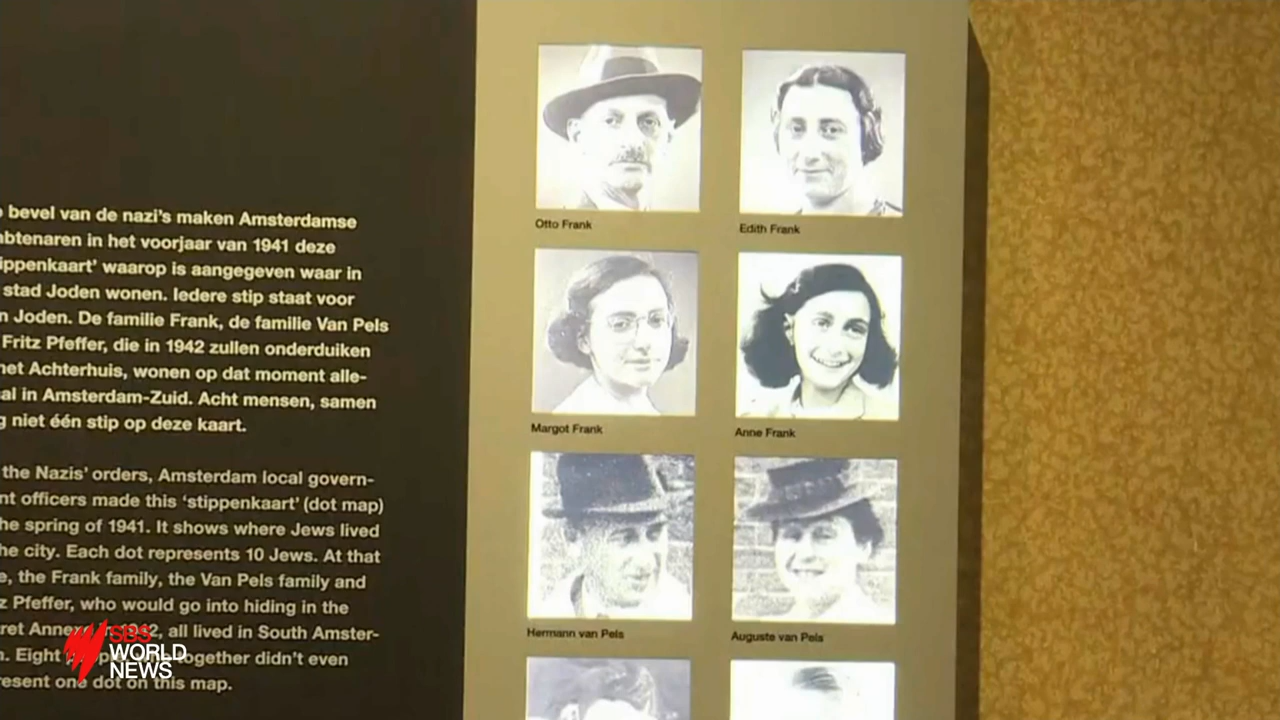 bevel van de nazi's maken Amsterdamse
btenaren in het voorjaar van 1941 deze
ippenkaart' waarop is aangegeven waar in
stad Joden wonen. Iedere stip staat voor
n Joden. De familie Frank, de familie Van Pels
Fritz Pfeffer, die in 1942 zullen onderduiken
het Achterhuis, wonen op dat moment alle-
al in Amsterdam-Zuid. Acht mensen, samen
g niet één stip op deze kaart.
the Nazis' orders, Amsterdam local govern-
nt officers made this 'stippenkaart' (dot map)
he spring of 1941. It shows where Jews lived
he city. Each dot represents 10 Jews. At that
e, the Frank family, the Van Pels family and
z Pfeffer, who would go into hiding in the
ret Annex 1942, all lived in South Amster-
. Eight together didn't even
resent one dot on this map.
Otto Frank
Edith Frank
Margot Frank
Anne Frank
Hermann van Pels
Auguste van Pels
SBS
WORLD
NEWS